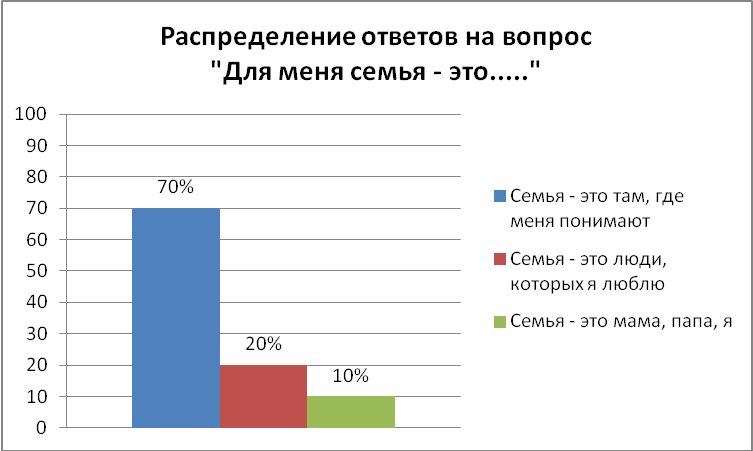 Распределение ответов на вопрос
"Для меня семья - это....."
100
90
80
70
60
50
40
30
20
10
0
70%
20%
10%
Семья - это там, где
меня понимают
Семья - это люди,
которых я люблю
Семья - это мама, папа, я